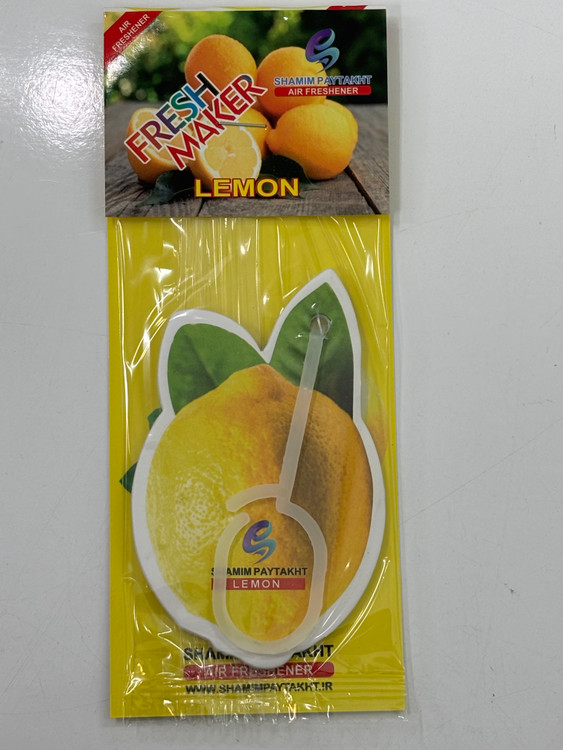 AIR
FRESHENER
FRESH
MAKER
SHAMIM PAYTAKHT
AIR FRESHENER
LEMON
SHAMIM PAYTAKHT
LEMON
AIR FRESHENER
WWW.SHAMIMPAYTAKHT.IR